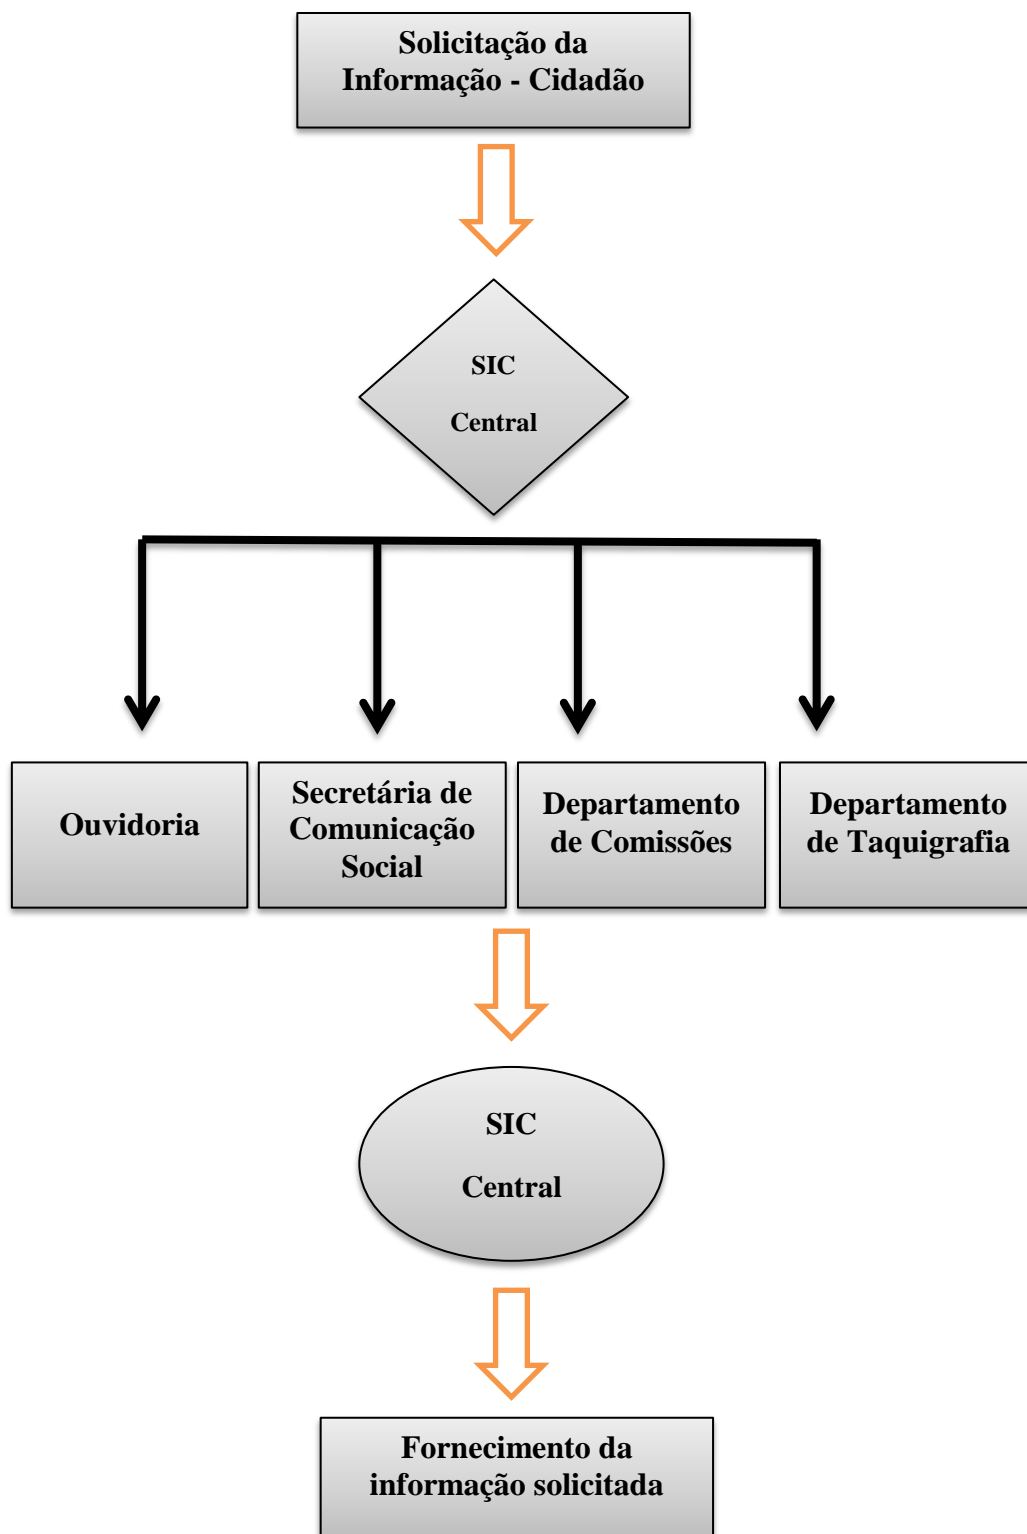 Solicitação da
Informação - Cidadão
SIC
Central
Ouvidoria
Secretária de
Comunicação
Social
Departamento
de Comissões
Departamento
de Taquigrafia
SIC
Central
Fornecimento da
informação solicitada